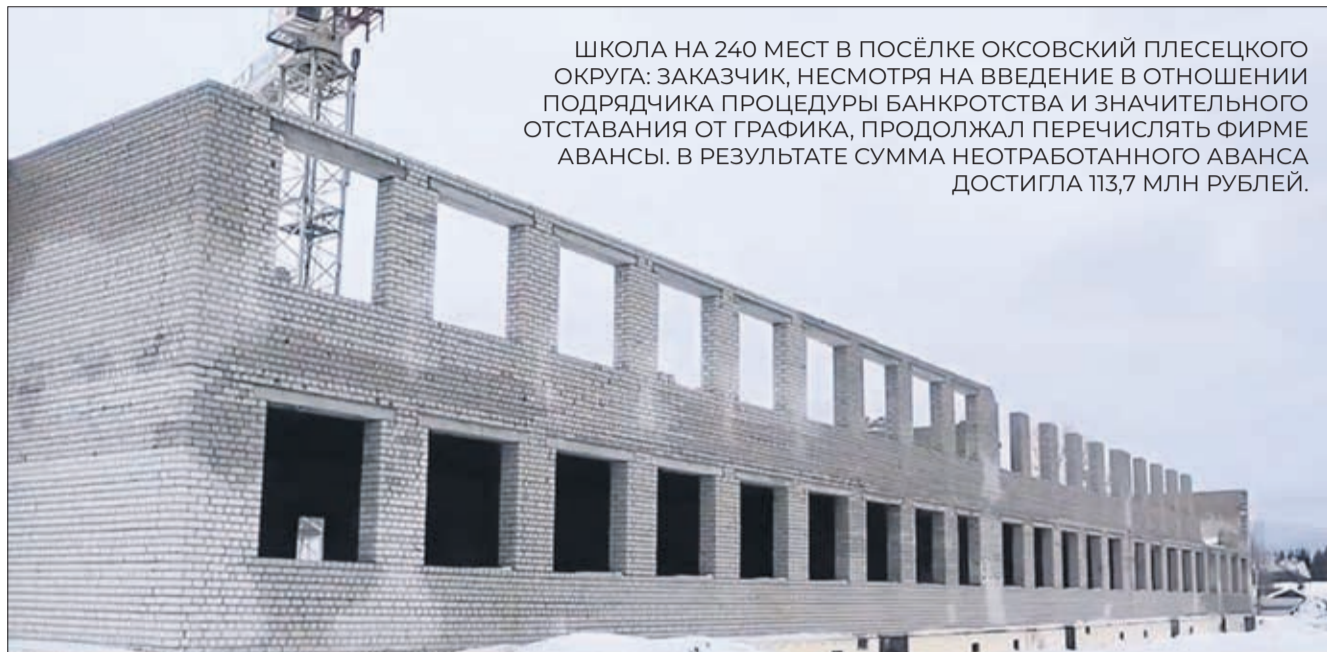 ШКОЛА НА 240 МЕСТ В ПОСЁЛКЕ ОКСОВСКИЙ ПЛЕСЕЦКОГО
ОКРУГА: ЗАКАЗЧИК, НЕСМОТРЯ НА ВВЕДЕНИЕ В ОТНОШЕНИИ
ПОДРЯДЧИКА ПРОЦЕДУРЫ БАНКРОТСТВА И ЗНАЧИТЕЛЬНОГО
ОТСТАВАНИЯ ОТ ГРАФИКА, ПРОДОЛЖАЛ ПЕРЕЧИСЛЯТЬ ФИРМЕ
АВАНСЫ. В РЕЗУЛЬТАТЕ СУММА НЕОТРАБОТАННОГО АВАНСА
ДОСТИГЛА 113,7 МЛН РУБЛЕЙ.